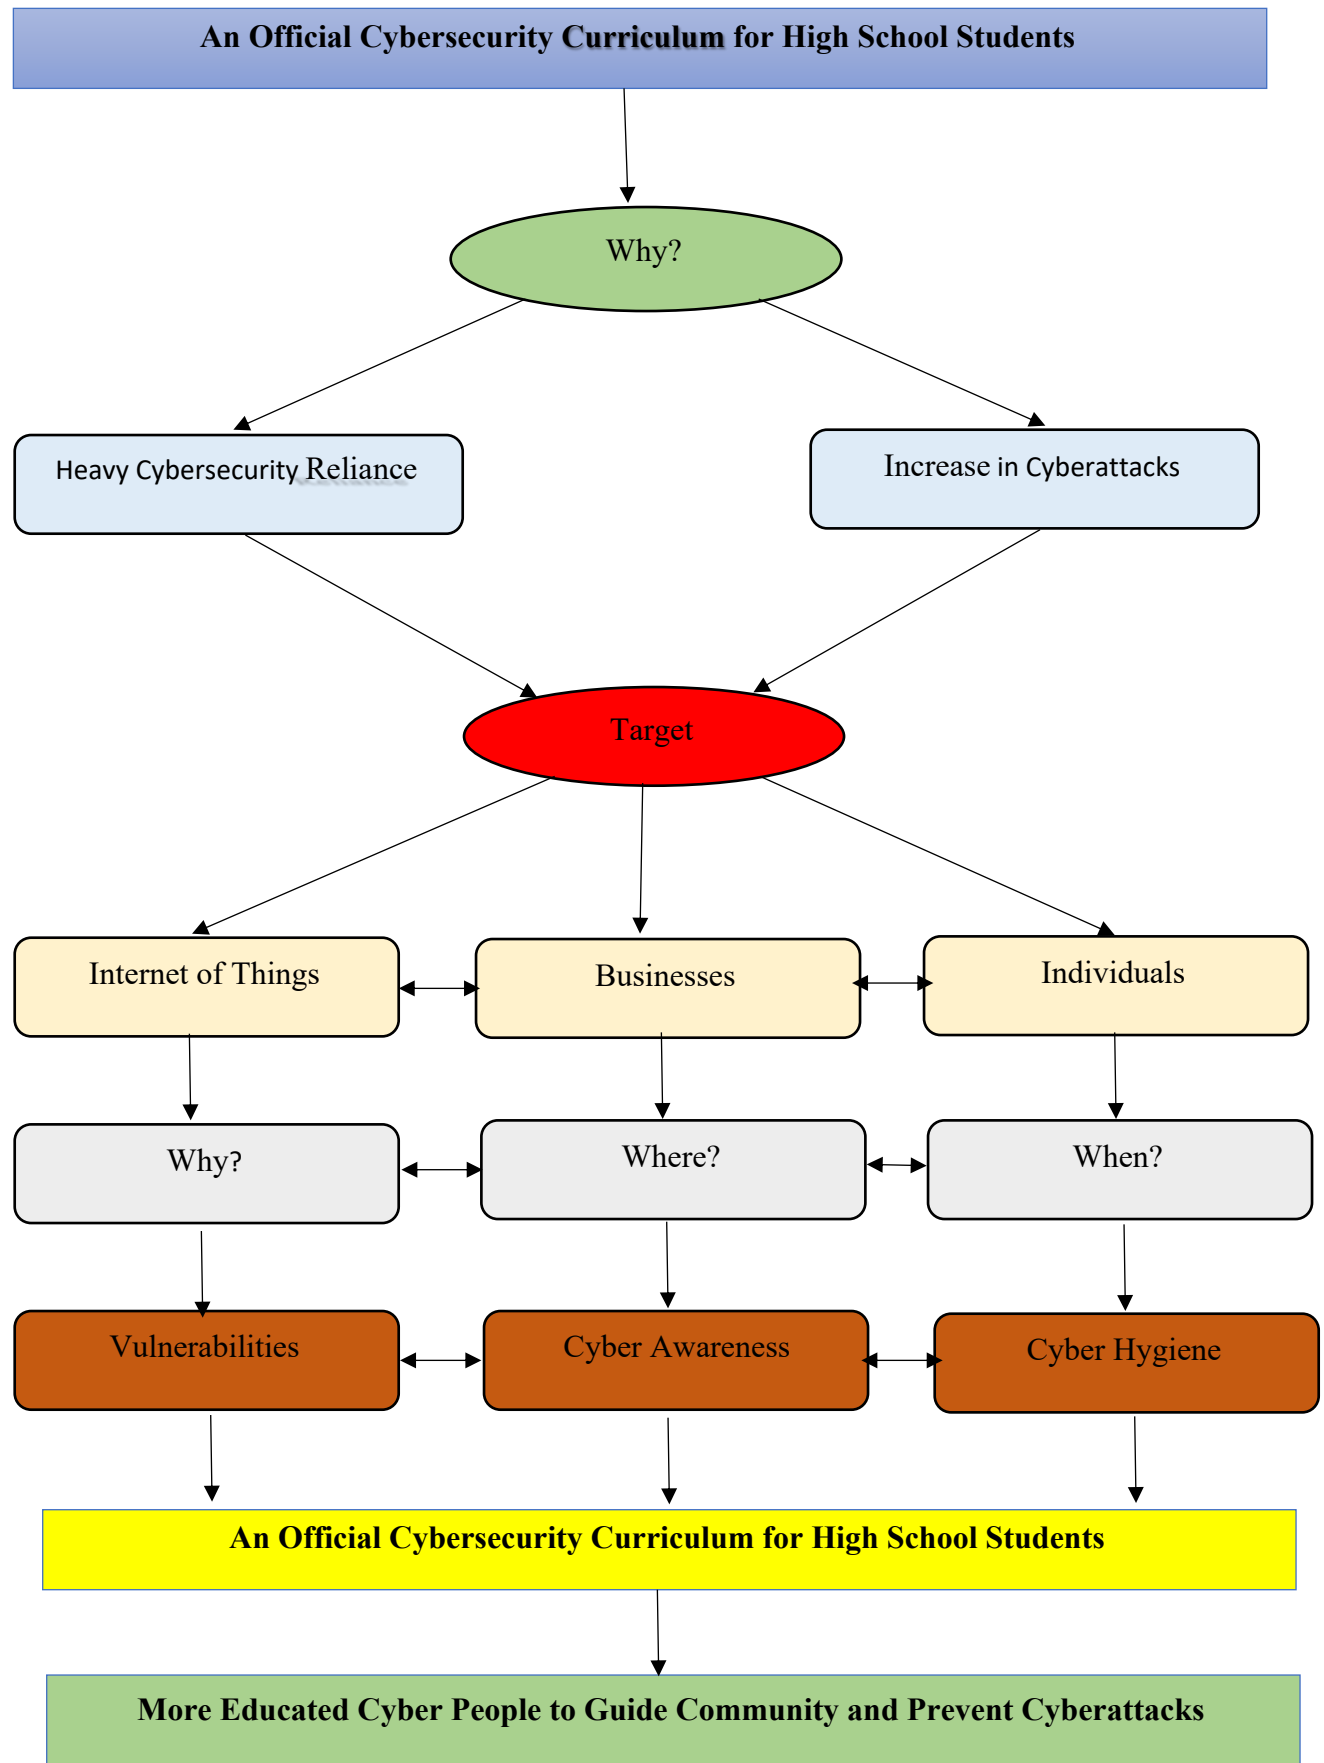 An Official Cybersecurity Curriculum for High School Students
Why?
Heavy Cybersecurity Reliance
Increase in Cyberattacks
Target
Internet of Things
Businesses
Individuals
Why?
Where?
When?
Vulnerabilities
Cyber Awareness
Cyber Hygiene
An Official Cybersecurity Curriculum for High School Students
More Educated Cyber People to Guide Community and Prevent Cyberattacks